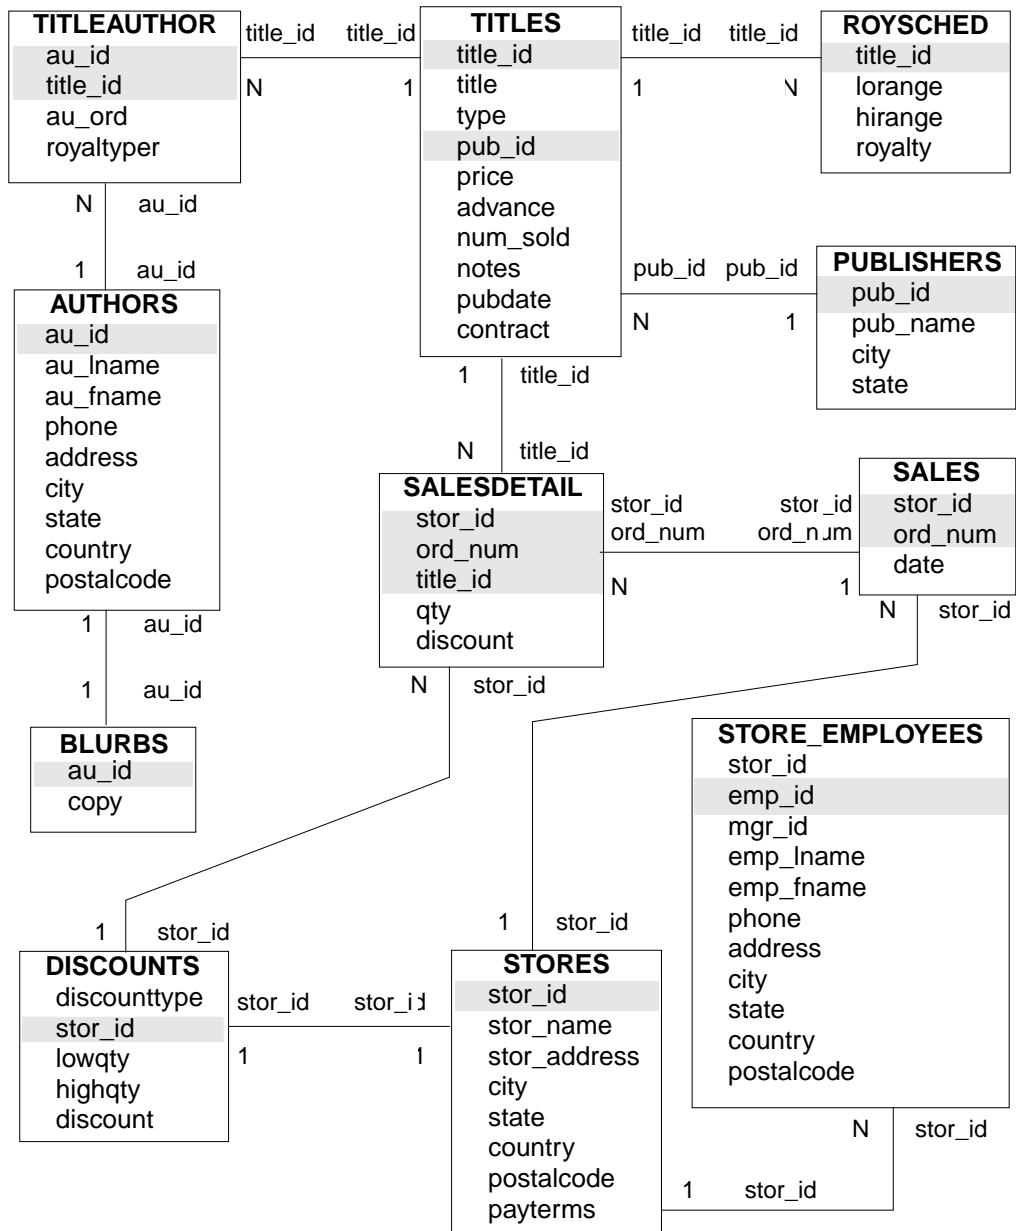 TITLEAUTHOR
au_id
title_id
au_ord
royaltyper
title_id title_id
N 1
TITLES
title_id
title
type
pub_id
price
advance
num_sold
notes
pubdate
contract
title_id title_id
1 N
ROYSCHED
title_id
lorange
hirange
royalty
N au_id
1 au_id
AUTHORS
au_id
au_lname
au_fname
phone
address
city
state
country
postalcode
pub_id pub_id
N 1
PUBLISHERS
pub_id
pub_name
city
state
1 title_id
N title_id
SALESDETAIL
stor_id
ord_num
title_id
qty
discount
stor_id stor_id
ord_num ord_num
N 1
SALES
stor_id
ord_num
date
1 au_id
1 au_id
BLURBS
au_id
copy
N stor_id
N stor_id
STORE_EMPLOYEES
stor_id
emp_id
mgr_id
emp_lname
emp_fname
phone
address
city
state
country
postalcode
1 stor_id
1 stor_id
DISCOUNTS
discounttype
stor_id
lowqty
highqty
discount
stor_id stor_id
1 1
STORES
stor_id
stor_name
stor_address
city
state
country
postalcode
payterms
N stor_id
1 stor_id